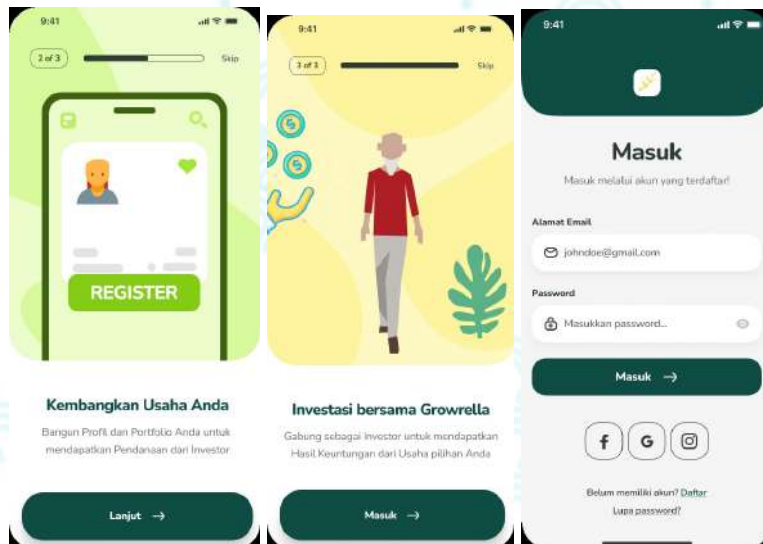 9:41
2 of 3
Skip
REGISTER
Kembangkan Usaha Anda
Bangun Profil dan Portfolio Anda untuk
mendapatkan Pendanaan dari Investor
Lanjut →
9:41
3 of 3
Skip
Investasi bersama Growrella
Gabung sebagai Investor untuk mendapatkan
Hasil Keuntungan dari Usaha pilihan Anda
Masuk →
9:41
Masuk
Masuk melalui akun yang terdaftar!
Alamat Email
johndoe@gmail.com
Password
Masukkan password...
Masuk →
f G
Belum memiliki akun? Daftar
Lupa password?